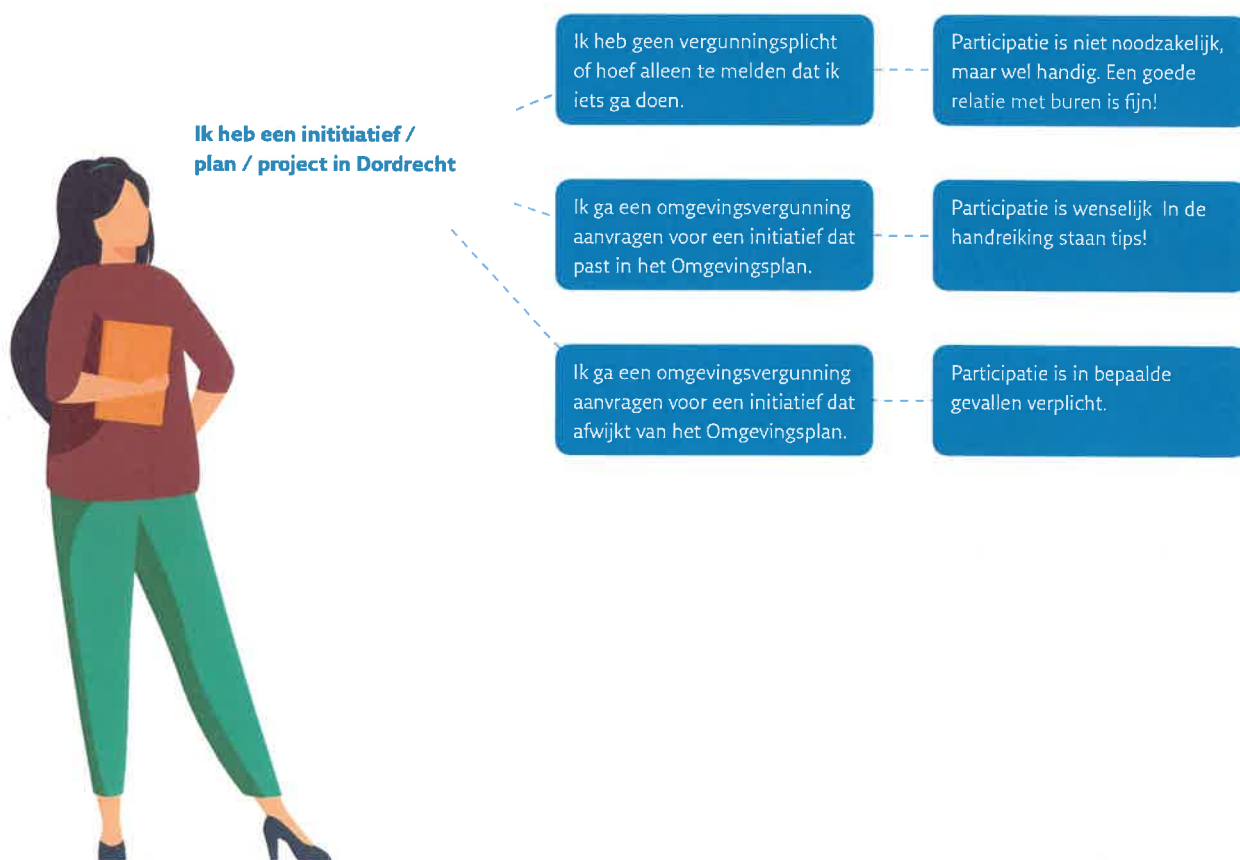 Ik heb een inititiatief /
plan / project in Dordrecht
Ik heb geen vergunningsplicht
of hoef alleen te melden dat ik
iets ga doen.
Participatie is niet noodzakelijk,
maar wel handig. Een goede
relatie met buren is fijn!
Ik ga een omgevingsvergunning
aanvragen voor een initiatief dat
past in het Omgevingsplan.
Participatie is wenselijk In de
handreiking staan tips!
Ik ga een omgevingsvergunning
aanvragen voor een initiatief dat
afwijkt van het Omgevingsplan.
Participatie is in bepaalde
gevallen verplicht.